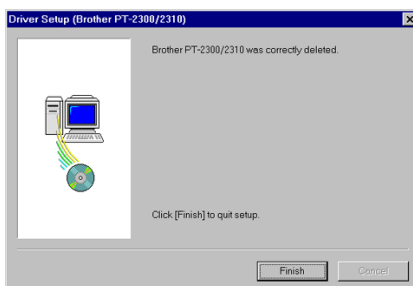 Driver Setup (Brother PT-2300/2310)
Brother PT-2300/2310 was correctly deleted.
Click [Finish] to quit setup.
Finish
Cancel